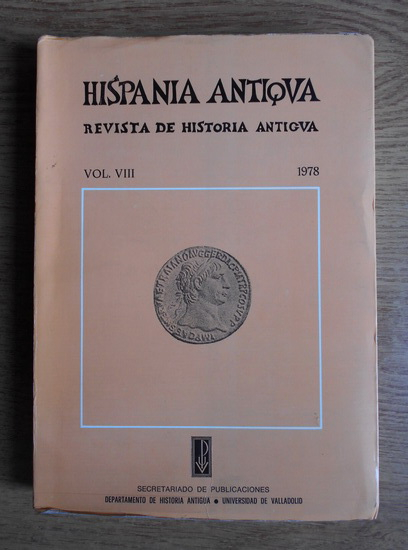 HISPANIA ANTIQVA
REVISTA DE HISTORIA ANTIGVA
VOL. VIII
1978
SECRETARIADO DE PUBLICACIONES
DEPARTAMENTO DE HISTORIA ANTIGUA ● UNIVERSIDAD DE VALLADOLID